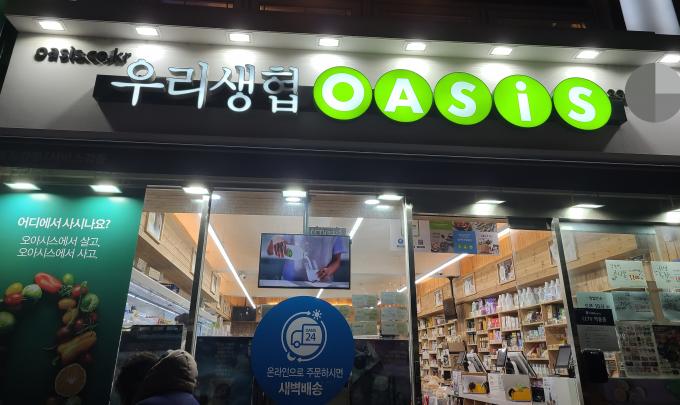 oasis.co.kr
우리생협 OASiS
어디에서 사시나요?
오아시스에서 살고,
오아시스에서 사고.
OASIS
24
온라인으로 주문하시면
새벽배송